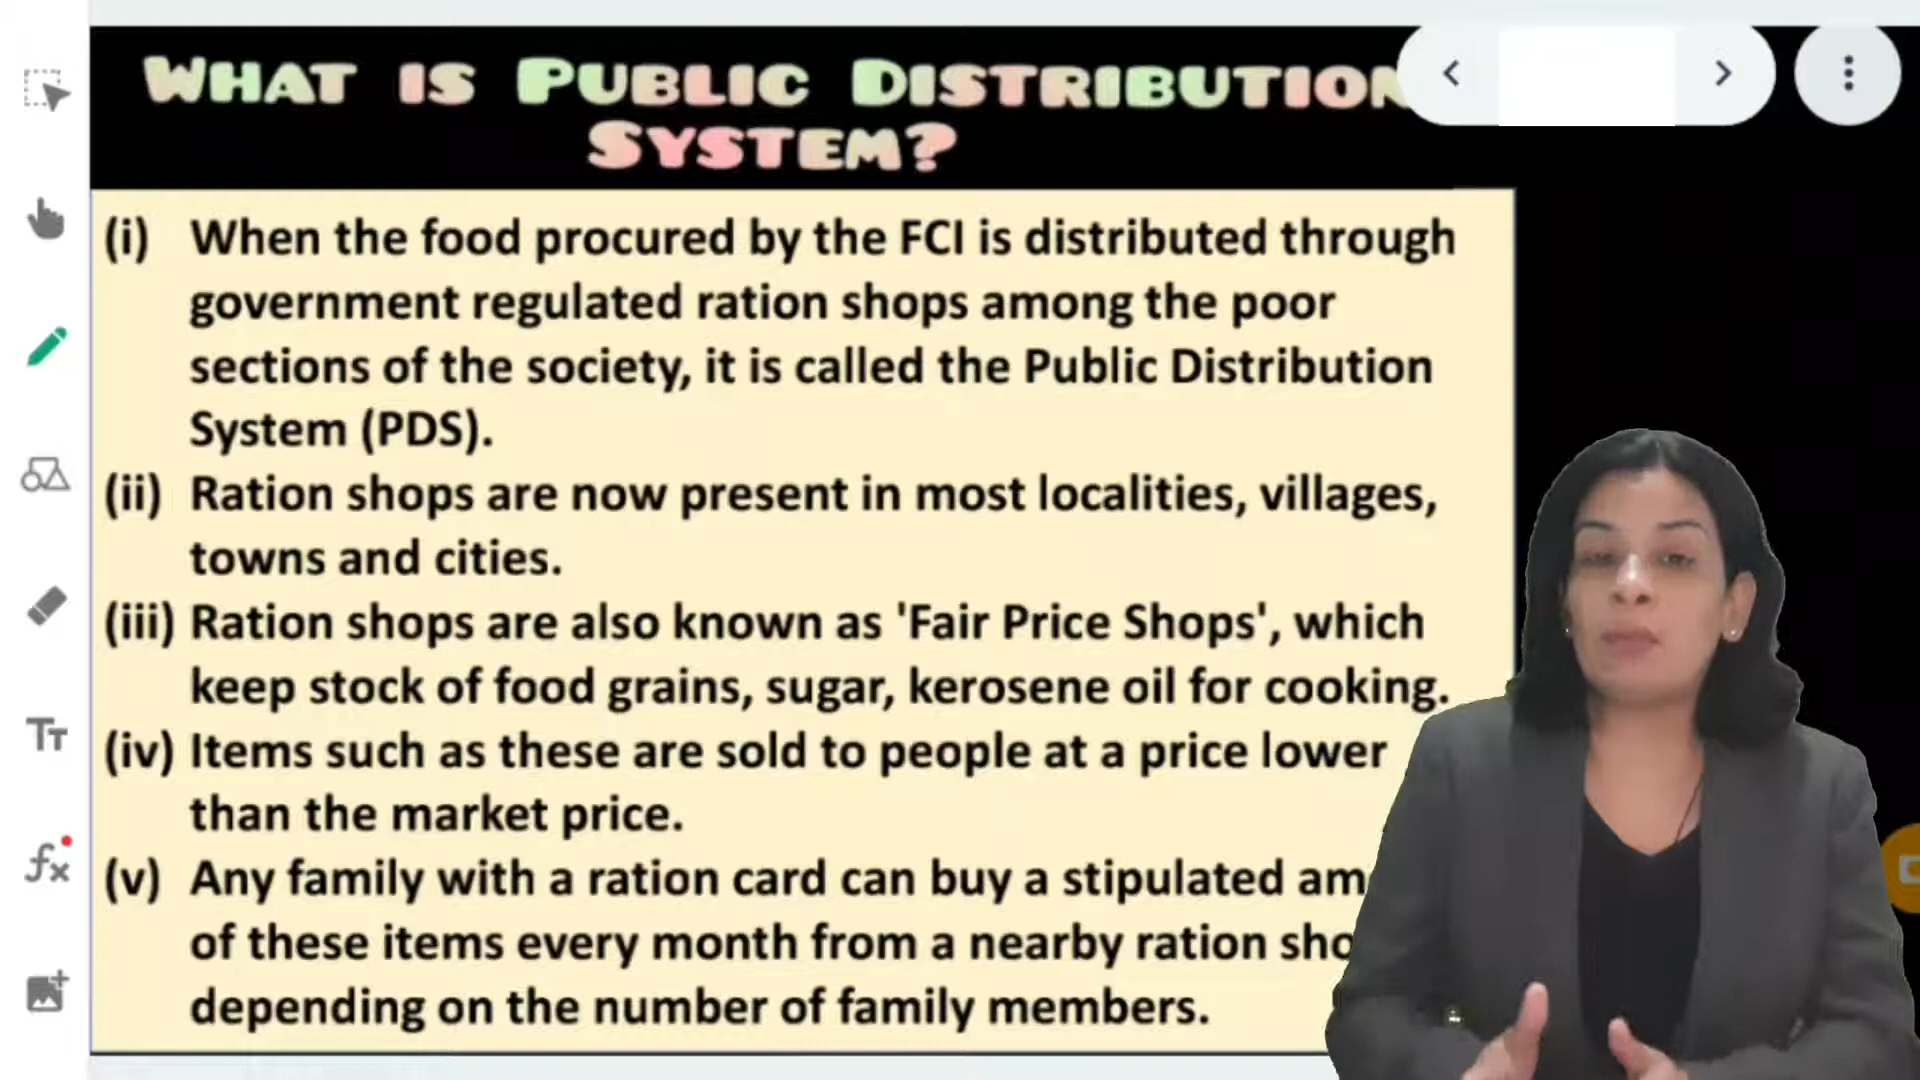 What is Public Distribution
System?
(i) When the food procured by the FCI is distributed through
government regulated ration shops among the poor
sections of the society, it is called the Public Distribution
System (PDS).
(ii) Ration shops are now present in most localities, villages,
towns and cities.
(iii) Ration shops are also known as 'Fair Price Shops', which
keep stock of food grains, sugar, kerosene oil for cooking.
(iv) Items such as these are sold to people at a price lower
than the market price.
(v) Any family with a ration card can buy a stipulated
of these items every month from a nearby ration
depending on the number of family members.
Tт
fx